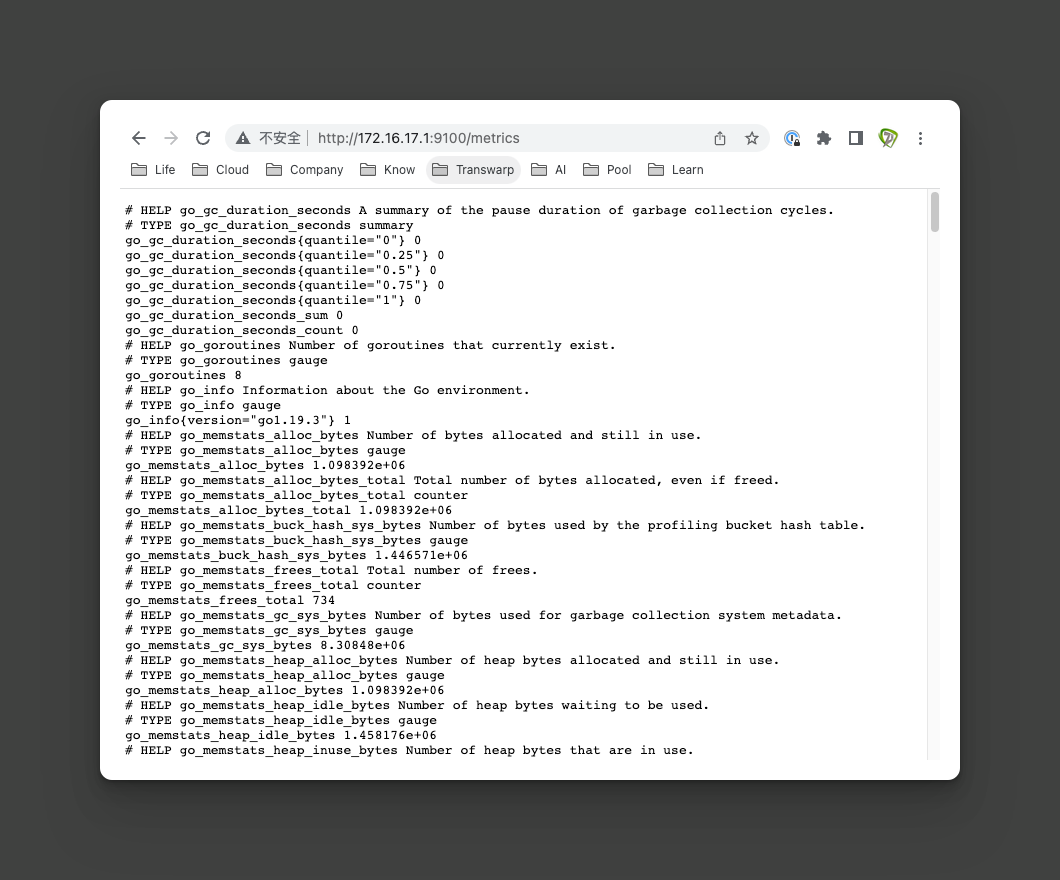 不安全 http://172.16.17.1:9100/metrics
Life Cloud Company Know Transwarp AI Pool Learn
# HELP go_gc_duration_seconds A summary of the pause duration of garbage collection cycles.
# TYPE go_gc_duration_seconds summary
go_gc_duration_seconds{quantile="0"} 0
go_gc_duration_seconds{quantile="0.25"} 0
go_gc_duration_seconds{quantile="0.5"} 0
go_gc_duration_seconds{quantile="0.75"} 0
go_gc_duration_seconds{quantile="1"} 0
go_gc_duration_seconds_sum 0
go_gc_duration_seconds_count 0
# HELP go_goroutines Number of goroutines that currently exist.
# TYPE go_goroutines gauge
go_goroutines 8
# HELP go_info Information about the Go environment.
# TYPE go_info gauge
go_info{version="go1.19.3"} 1
# HELP go_memstats_alloc_bytes Number of bytes allocated and still in use.
# TYPE go_memstats_alloc_bytes gauge
go_memstats_alloc_bytes 1.098392e+06
# HELP go_memstats_alloc_bytes_total Total number of bytes allocated, even if freed.
# TYPE go_memstats_alloc_bytes_total counter
go_memstats_alloc_bytes_total 1.098392e+06
# HELP go_memstats_buck_hash_sys_bytes Number of bytes used by the profiling bucket hash table.
# TYPE go_memstats_buck_hash_sys_bytes gauge
go_memstats_buck_hash_sys_bytes 1.446571e+06
# HELP go_memstats_frees_total Total number of frees.
# TYPE go_memstats_frees_total counter
go_memstats_frees_total 734
# HELP go_memstats_gc_sys_bytes Number of bytes used for garbage collection system metadata.
# TYPE go_memstats_gc_sys_bytes gauge
go_memstats_gc_sys_bytes 8.30848e+06
# HELP go_memstats_heap_alloc_bytes Number of heap bytes allocated and still in use.
# TYPE go_memstats_heap_alloc_bytes gauge
go_memstats_heap_alloc_bytes 1.098392e+06
# HELP go_memstats_heap_idle_bytes Number of heap bytes waiting to be used.
# TYPE go_memstats_heap_idle_bytes gauge
go_memstats_heap_idle_bytes 1.458176e+06
# HELP go_memstats_heap_inuse_bytes Number of heap bytes that are in use.